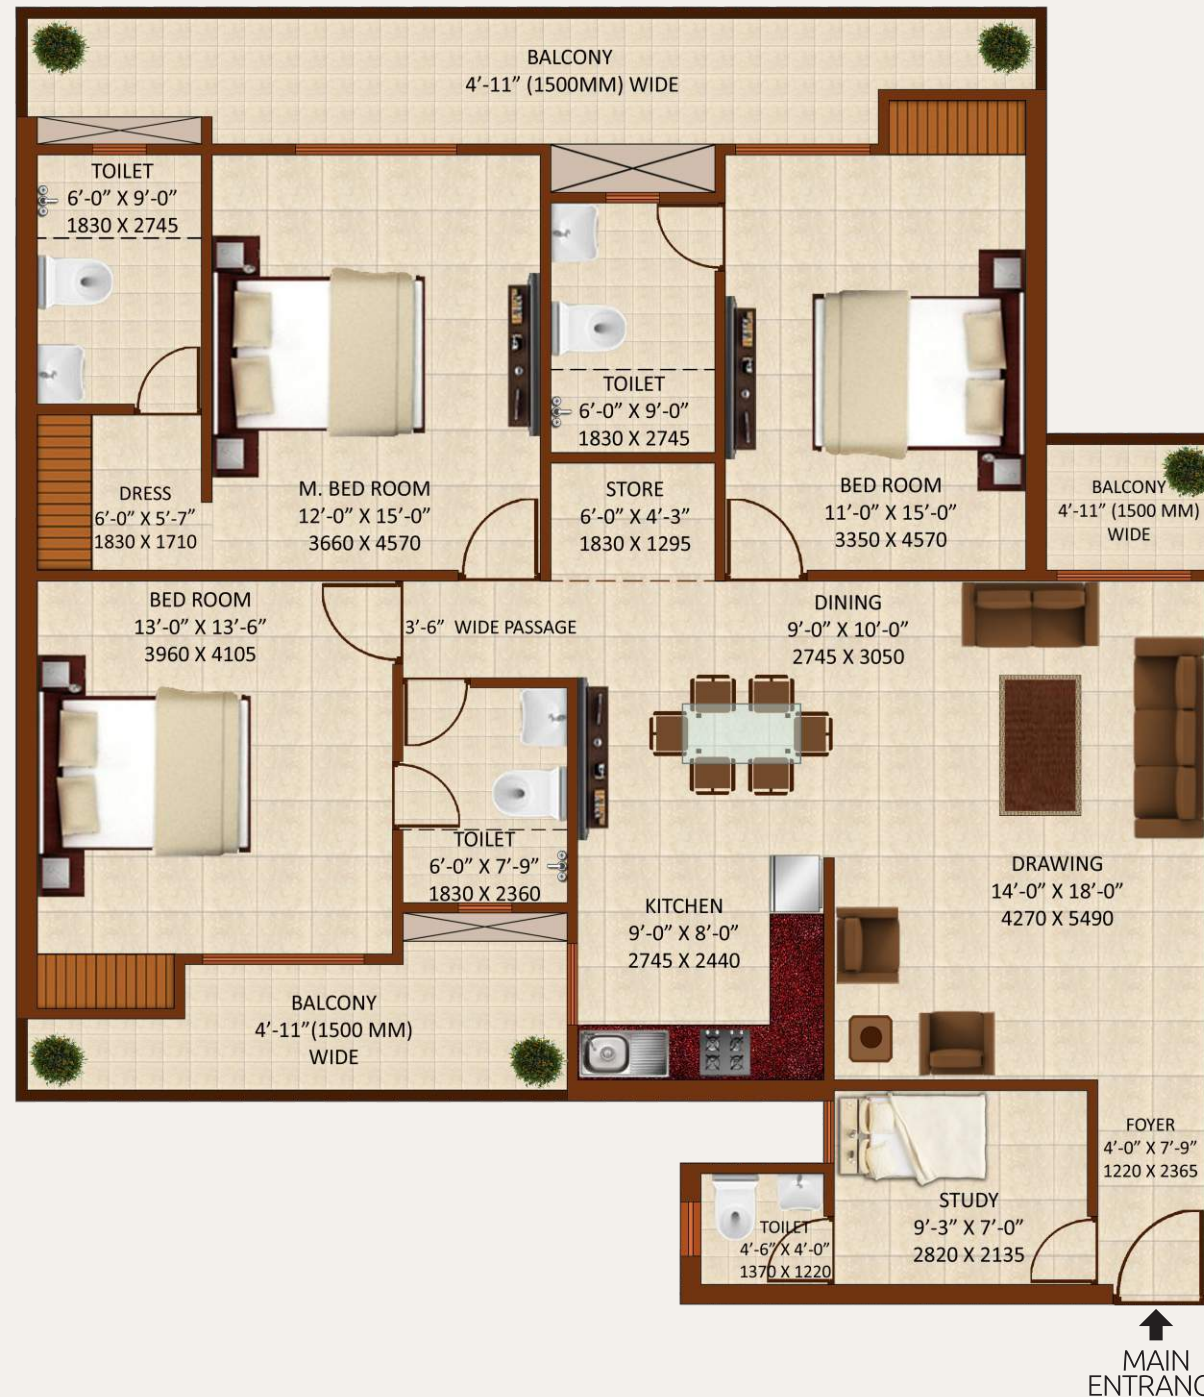 BALCONY
4’-11” (1500MM) WIDE
TOILET
6’-0” X 9’-0”
1830 X 2745
TOILET
6’-0” X 9’-0”
1830 X 2745
DRESS
6’-0” X 5’-7”
1830 X 1710
M. BED ROOM
12’-0” X 15’-0”
3660 X 4570
STORE
6’-0” X 4’-3”
1830 X 1295
BED ROOM
11’-0” X 15’-0”
3350 X 4570
BALCONY
4’-11” (1500 MM)
WIDE
BED ROOM
13’-0” X 13’-6”
3960 X 4105
3’-6” WIDE PASSAGE
DINING
9’-0” X 10’-0”
2745 X 3050
TOILET
6’-0” X 7’-9”
1830 X 2360
KITCHEN
9’-0” X 8’-0”
2745 X 2440
DRAWING
14’-0” X 18’-0”
4270 X 5490
BALCONY
4’-11”(1500 MM)
WIDE
FOYER
4’-0” X 7’-9”
1220 X 2365
STUDY
9’-3” X 7’-0”
2820 X 2135
TOILET
4’-6” X 4’-0”
1370 X 1220
MAIN
ENTRANC